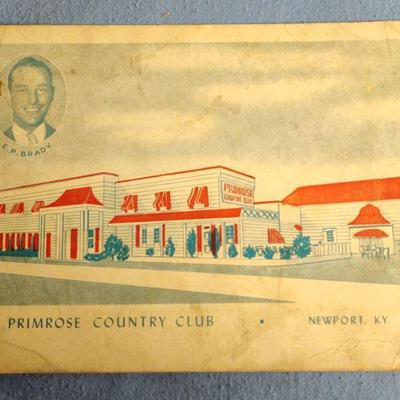 E. P. BRADY
PRIMROSE
COUNTRY CLUB
PRIMROSE COUNTRY CLUB • NEWPORT, KY.